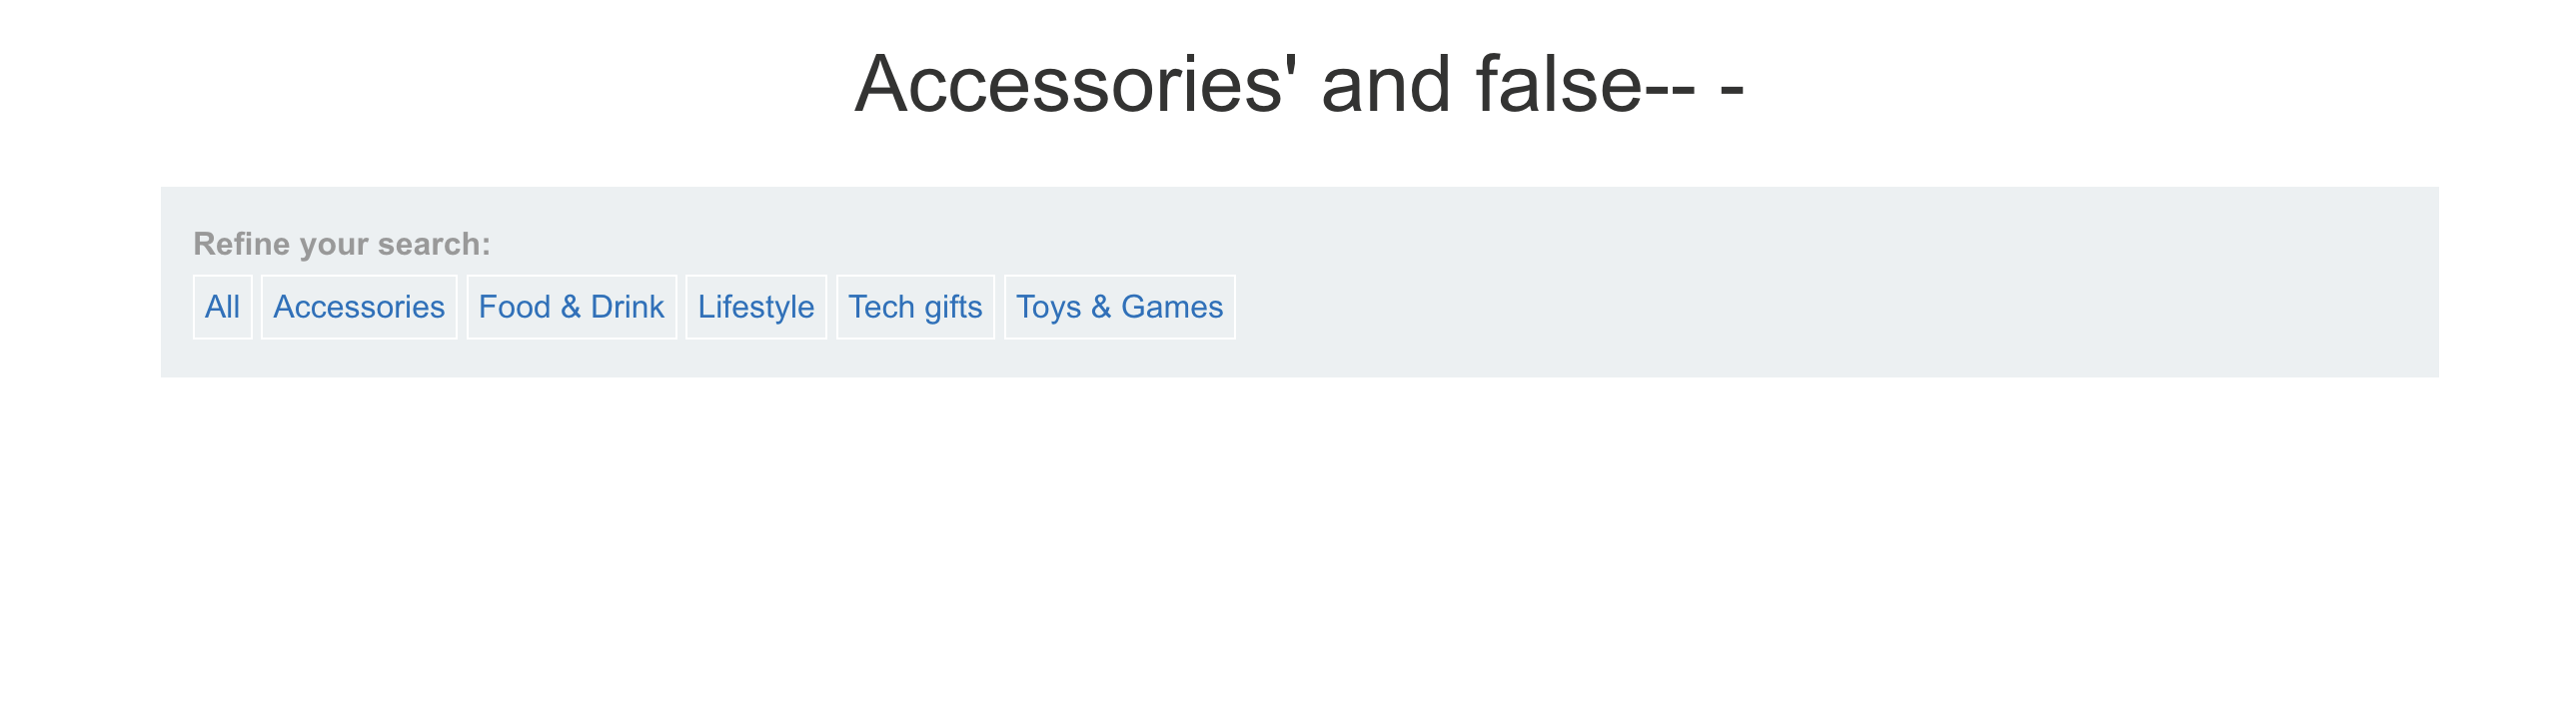 Accessories' and false-- -
Refine your search:
All Accessories Food & Drink Lifestyle Tech gifts Toys & Games